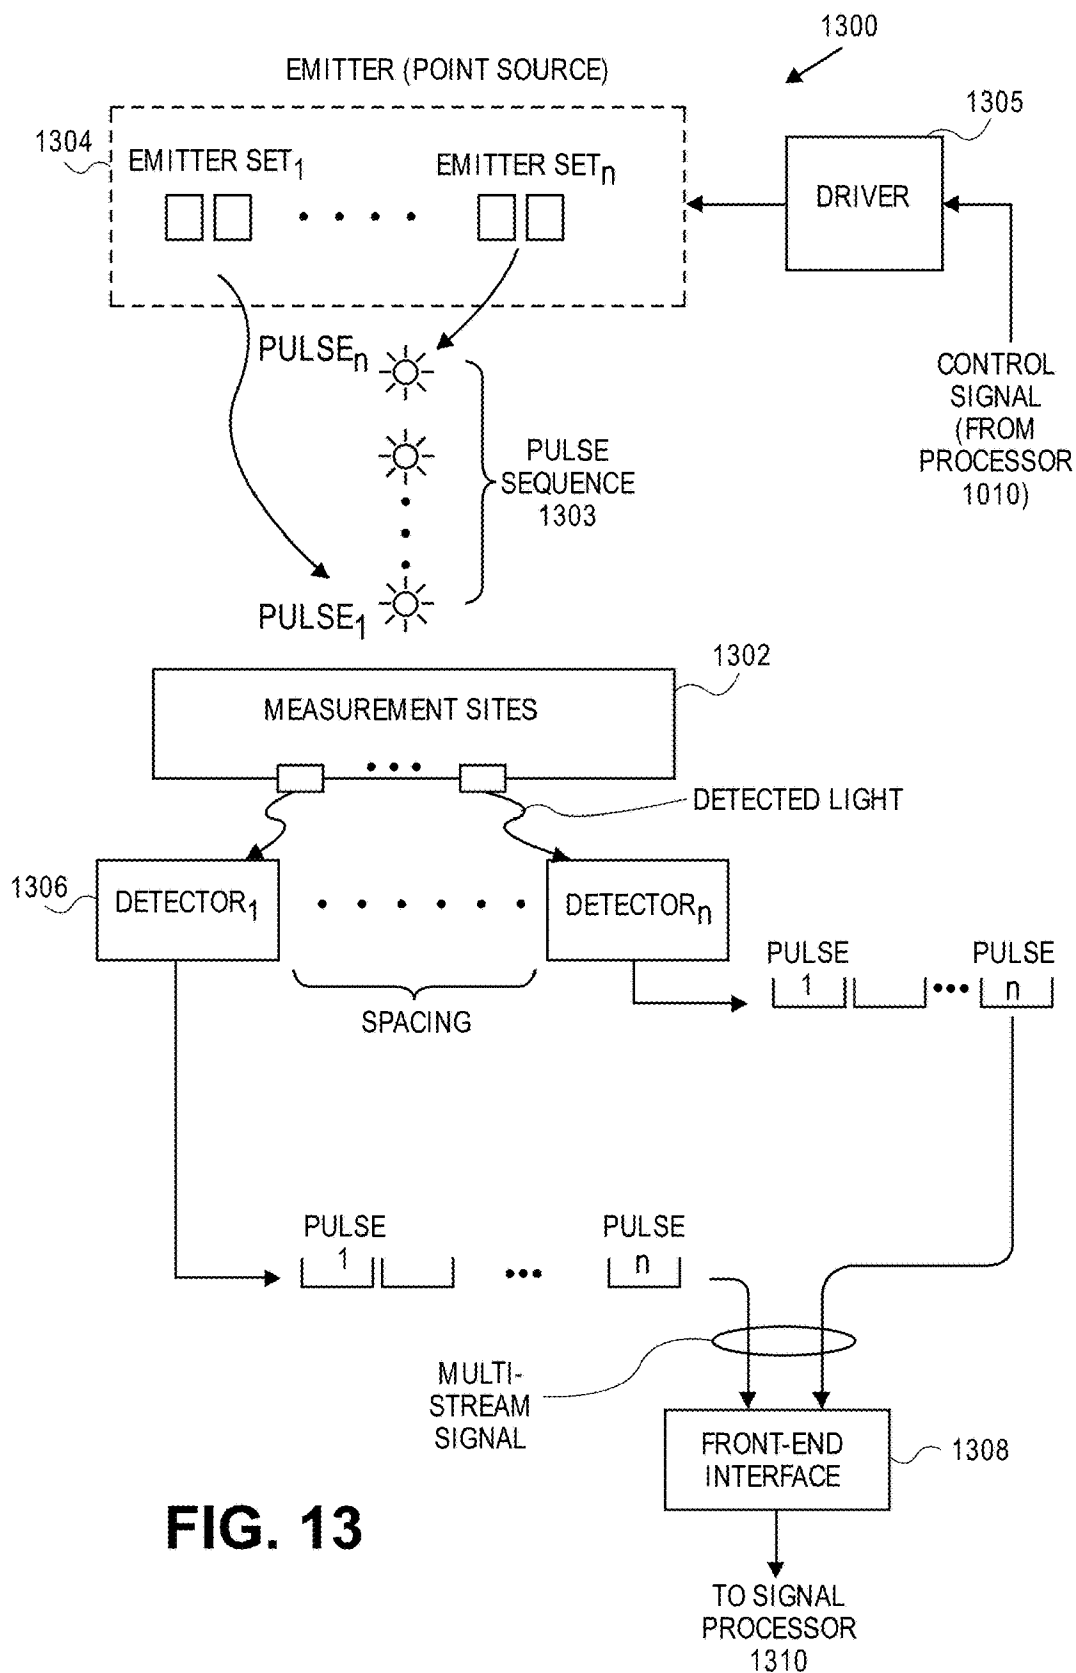 1300
EMITTER (POINT SOURCE)
1305
1304
EMITTER SET1
EMITTER SETn
DRIVER
PULSEn
CONTROL
SIGNAL
(FROM
PROCESSOR
1010)
PULSE
SEQUENCE
1303
PULSE1
1302
MEASUREMENT SITES
DETECTED LIGHT
1306
DETECTOR1
DETECTORn
PULSE
1
PULSE
n
SPACING
PULSE
1
PULSE
n
MULTI-
STREAM
SIGNAL
FRONT-END
INTERFACE
1308
FIG. 13
TO SIGNAL
PROCESSOR
1310